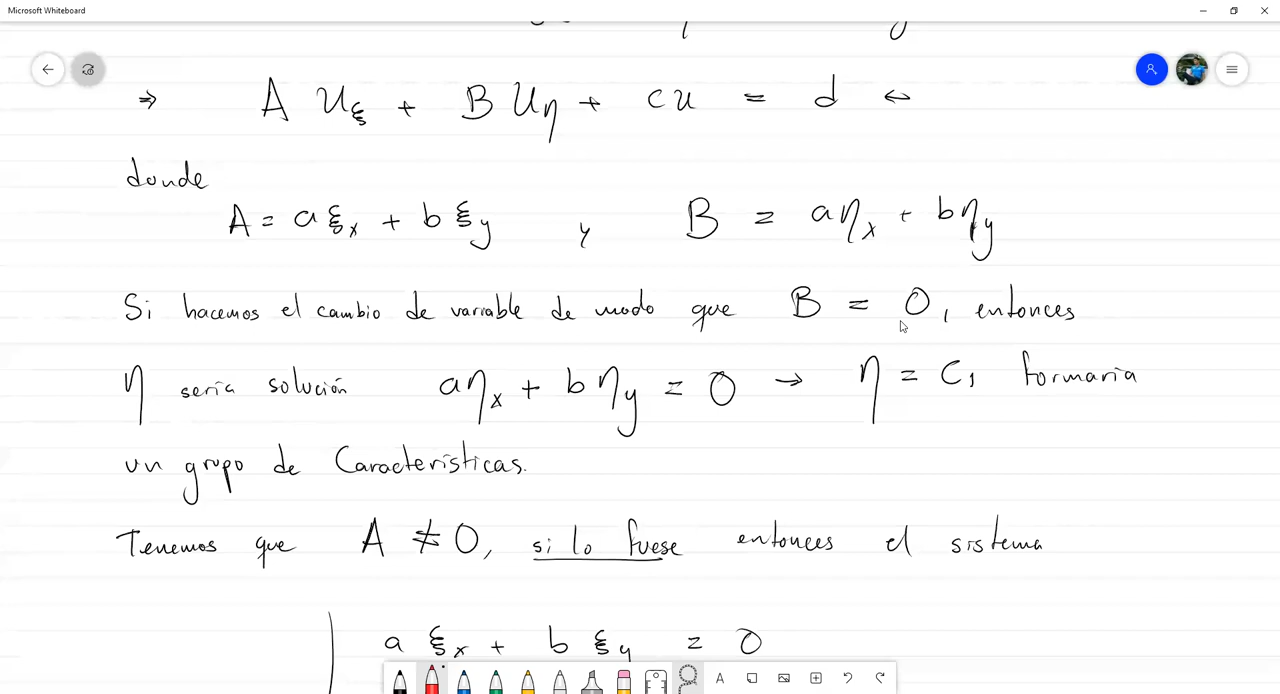 Microsoft Whiteboard
⇒ A u_ξ + B u_η + cu = d ↔
donde
A = a ξ_x + b ξ_y y B = a η_x + b η_y
Si hacemos el cambio de variable de modo que B = 0, entonces
η sería solución a η_x + b η_y = 0 → η = C, formaría
un grupo de Características.
Tenemos que A ≠ 0, si lo fuese entonces el sistema
a ξ_x + b ξ_y = 0
A